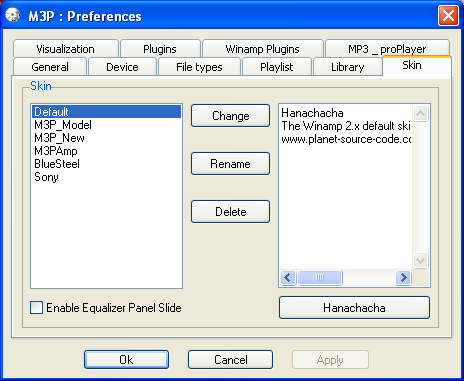 M3P : Preferences
Visualization
Plugins
Winamp Plugins
MP3 _ proPlayer
General
Device
File types
Playlist
Library
Skin
Skin
Default
M3P_Model
M3P_New
M3PAmp
BlueSteel
Sony
Change
Rename
Delete
Hanachacha
The Winamp 2.x default ski
www.planet-source-code.co
Enable Equalizer Panel Slide
Hanachacha
Ok
Cancel
Apply